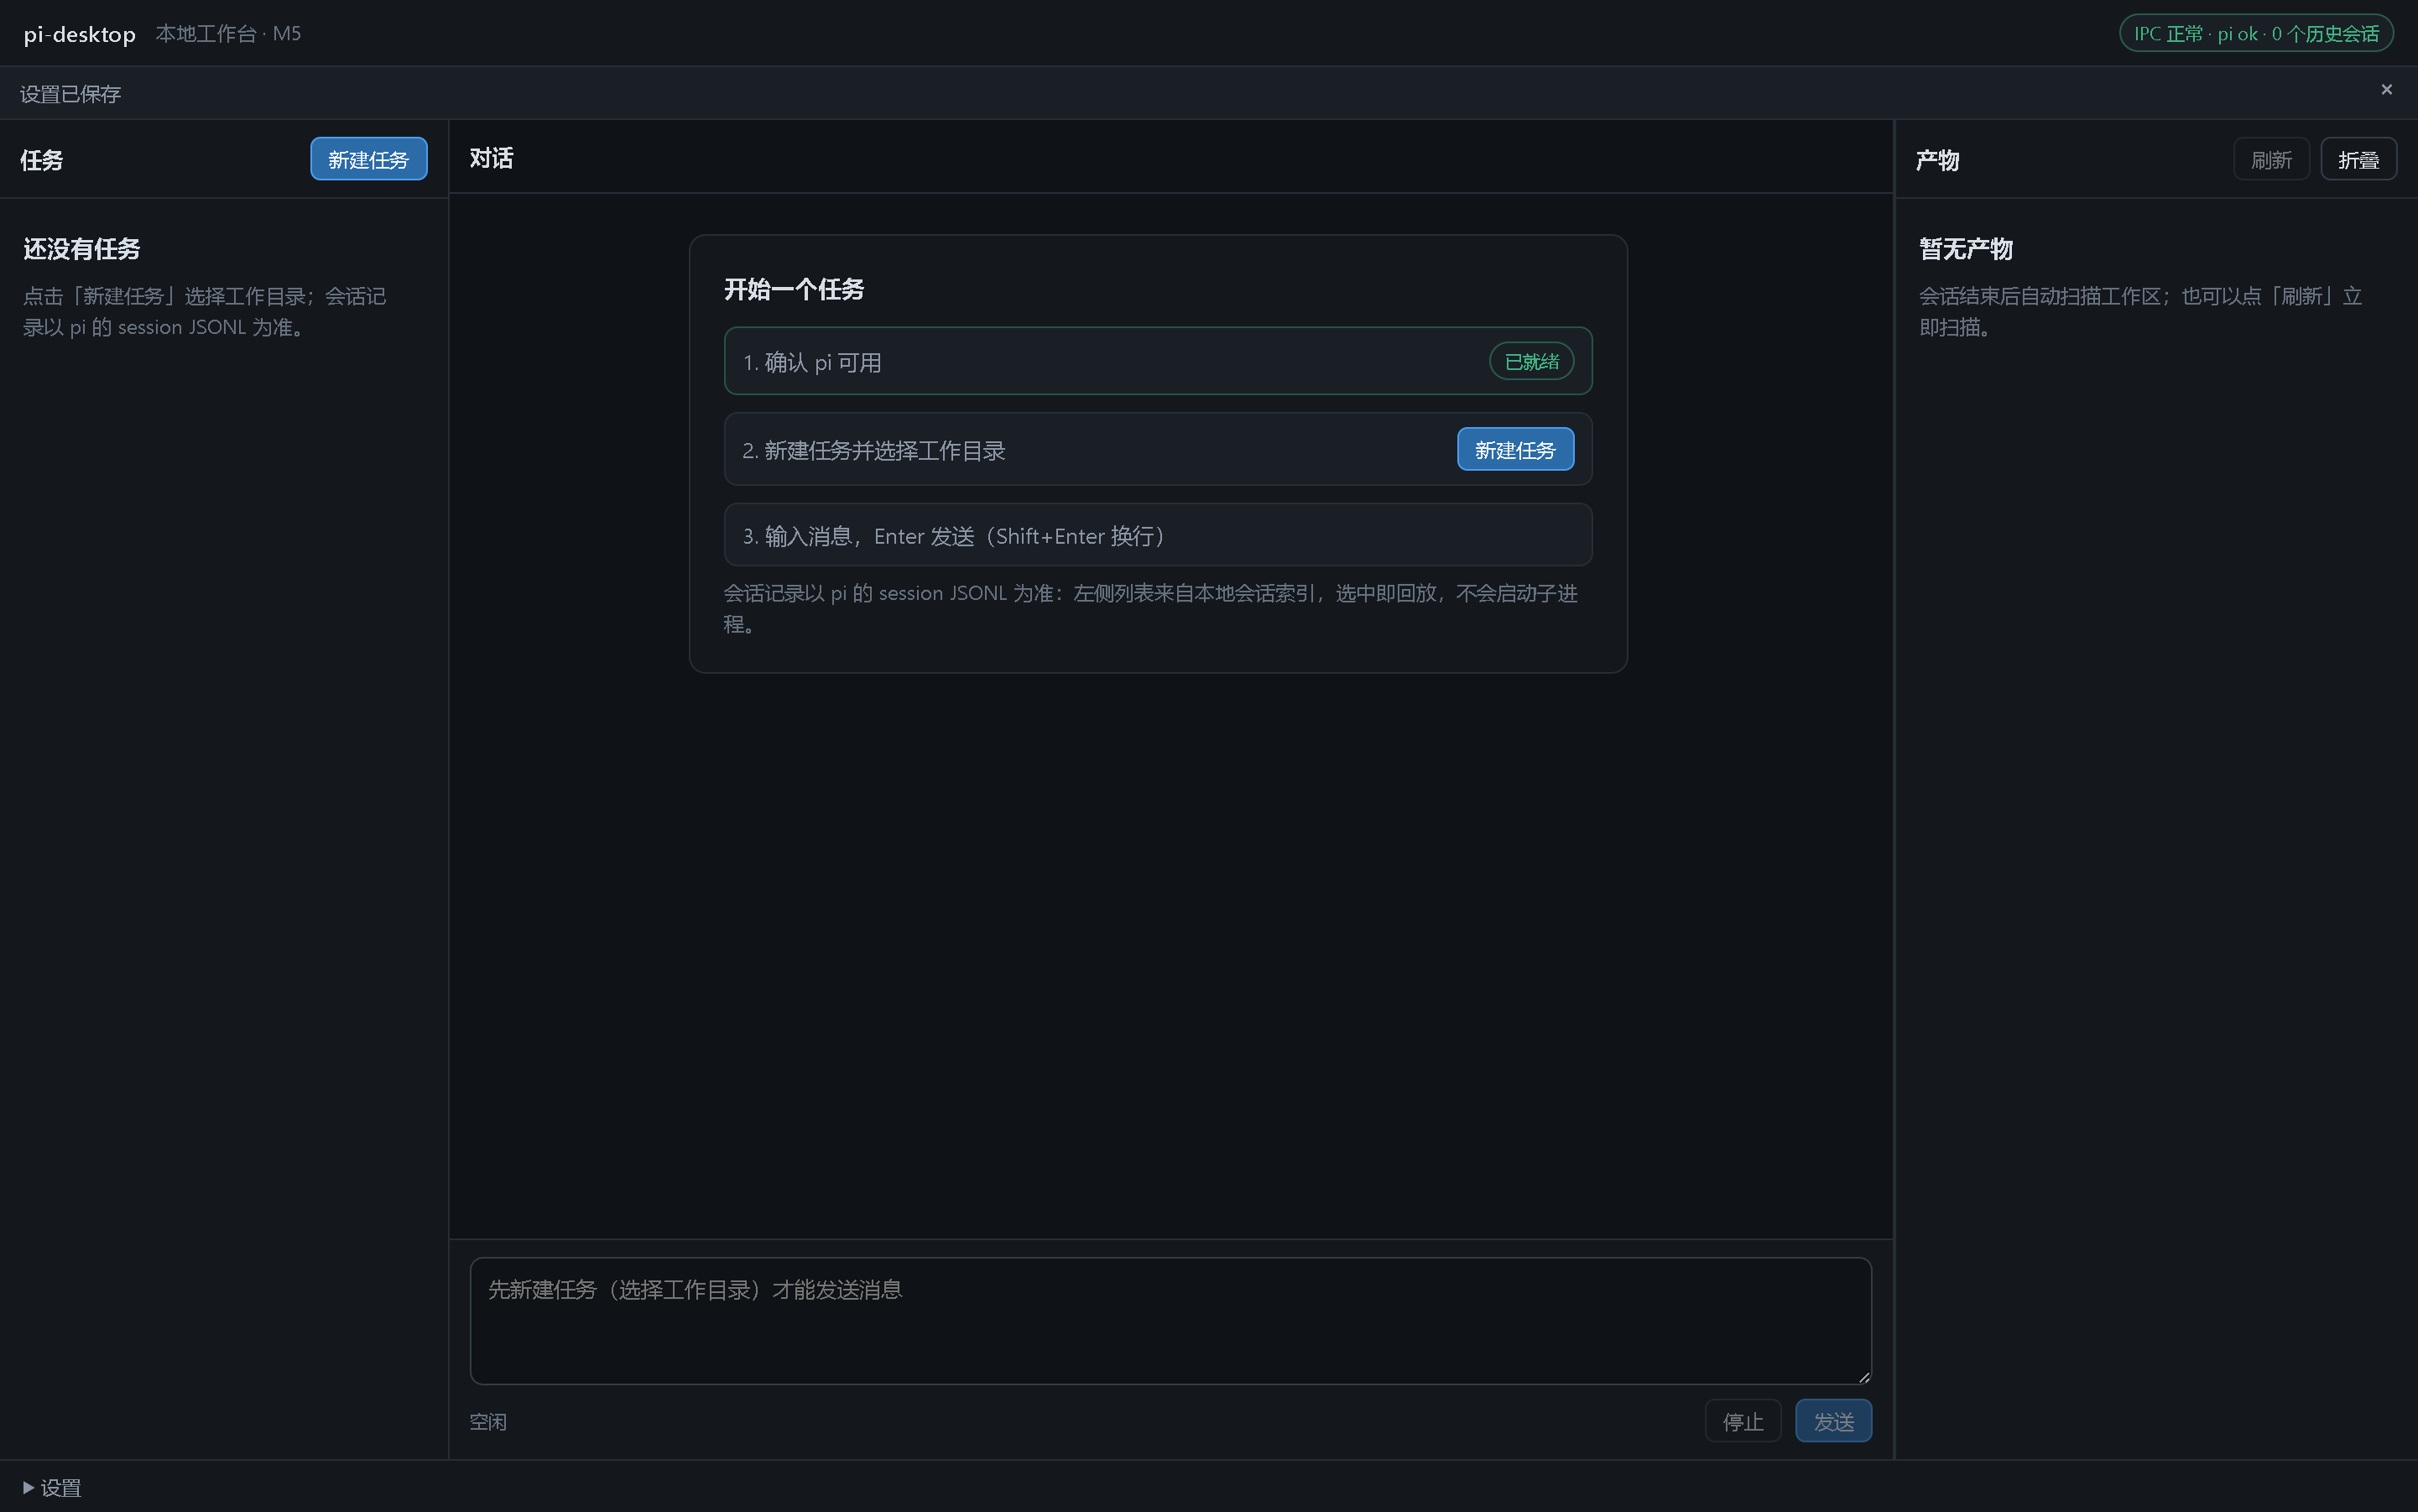 pi-desktop 本地工作台 · M5
IPC 正常 · pi ok · 0 个历史会话
设置已保存
×
任务
新建任务
还没有任务
点击「新建任务」选择工作目录；会话记
录以 pi 的 session JSONL 为准。
对话
开始一个任务
1. 确认 pi 可用
已就绪
2. 新建任务并选择工作目录
新建任务
3. 输入消息，Enter 发送（Shift+Enter 换行）
会话记录以 pi 的 session JSONL 为准：左侧列表来自本地会话索引，选中即回放，不会启动子进
程。
先新建任务（选择工作目录）才能发送消息
空闲
停止
发送
产物
刷新
折叠
暂无产物
会话结束后自动扫描工作区；也可以点「刷新」立
即扫描。
设置